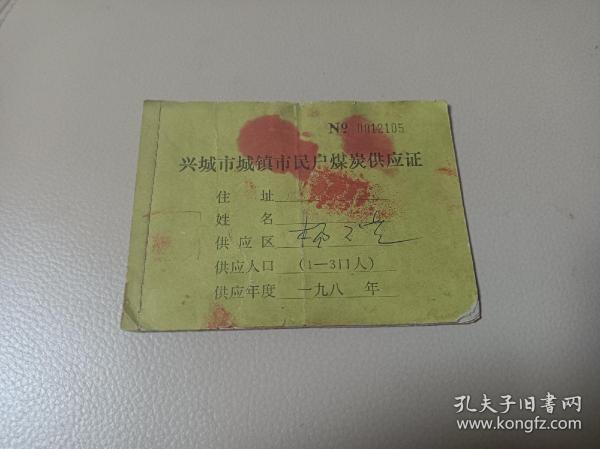 No 0012105
兴城市城镇市民户煤炭供应证
住址
姓名
供应区
供应人口 (1—3口人)
供应年度 一九八 年
孔夫子旧书网
www.kongfz.com